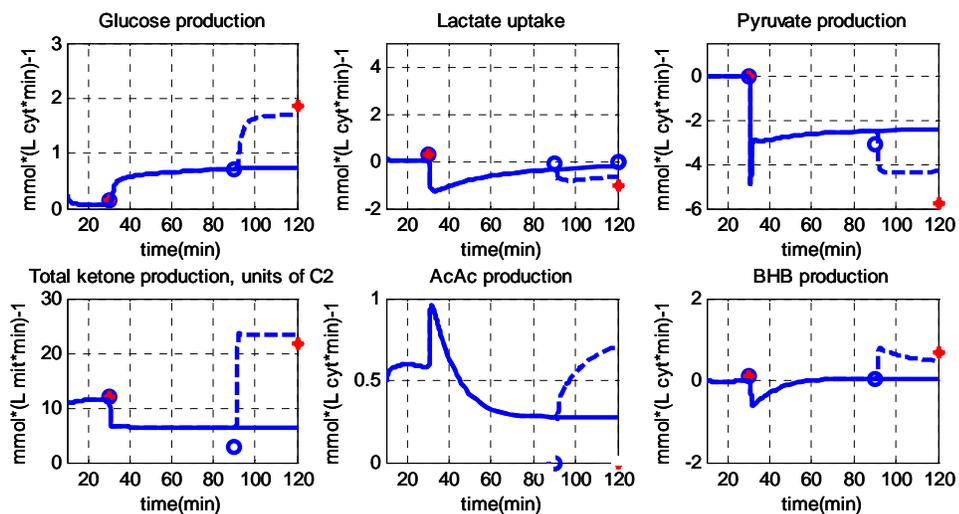 Glucose production Lactate uptake Pyruvate production
mmol*(L cyt*min)-1
3
2
1
0
20 40 60 80 100 120
time(min)
mmol*(L cyt*min)-1
4
2
0
-2
20 40 60 80 100 120
time(min)
mmol*(L cyt*min)-1
0
-2
-4
-6
20 40 60 80 100 120
time(min)
Total ketone production, units of C2 AcAc production BHB production
mmol*(L mit*min)-1
30
20
10
0
20 40 60 80 100 120
time(min)
mmol*(L cyt*min)-1
1
0.5
0
20 40 60 80 100 120
time(min)
mmol*(L cyt*min)-1
2
0
-2
20 40 60 80 100 120
time(min)